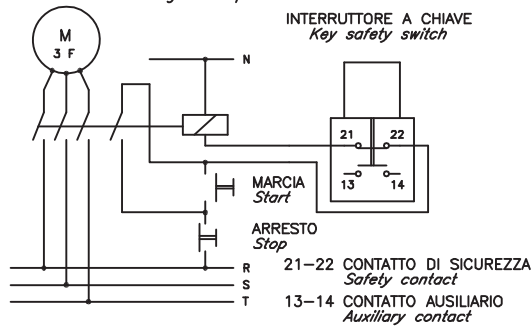 M
3 F
INTERRUTTORE A CHIAVE
Key safety switch
N
21 22
13 14
MARCIA
Start
ARRESTO
Stop
R
S
T
21-22 CONTATTO DI SICUREZZA
Safety contact
13-14 CONTATTO AUSILIARIO
Auxiliary contact